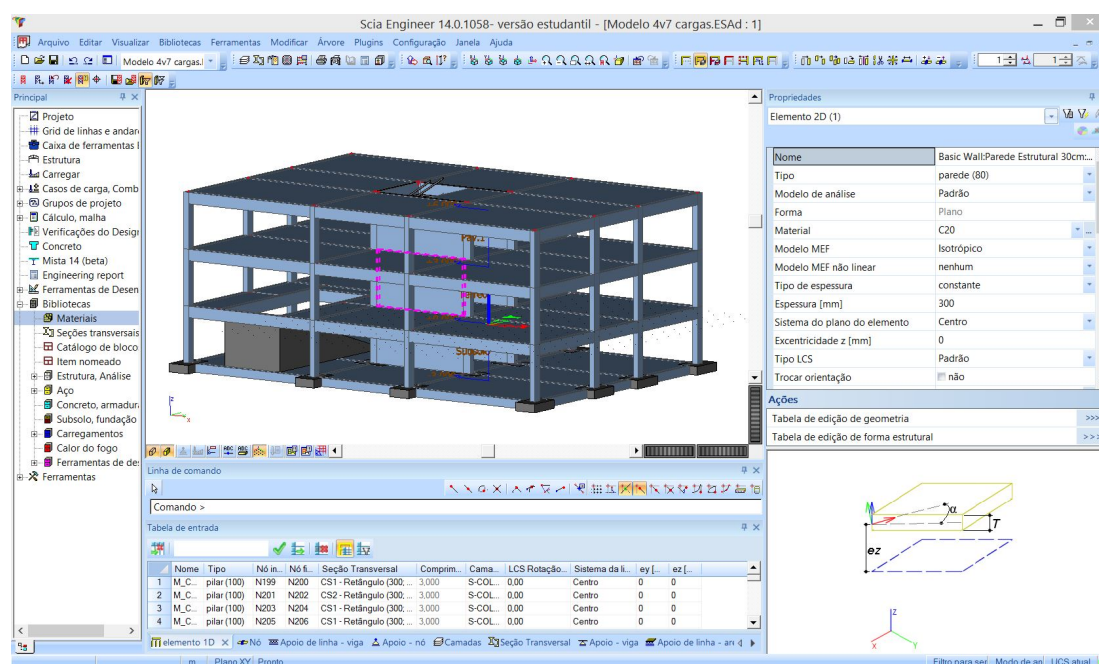 Scia Engineer 14.0.1058- versão estudantil - [Modelo 4v7 cargas.ESAd : 1]
Arquivo Editar Visualizar Bibliotecas Ferramentas Modificar Árvore Plugins Configuração Janela Ajuda
Modelo 4v7 cargas.
1
1
Principal
Projeto
Grid de linhas e andar
Caixa de ferramentas
Estrutura
Carregar
Casos de carga, Comb
Grupos de projeto
Cálculo, malha
Verificações do Design
Concreto
Mista 14 (beta)
Engineering report
Ferramentas de Desen
Bibliotecas
Materiais
Seções transversais
Catálogo de bloco
Item nomeado
Estrutura, Análise
Aço
Concreto, armadur
Subsolo, fundação
Carregamentos
Calor do fogo
Ferramentas de de
Ferramentas
Pav.1
Subsolo
z
x
Propriedades
Elemento 2D (1)
Nome Basic Wall:Parede Estrutural 30cm:...
Tipo parede (80)
Modelo de análise Padrão
Forma Plano
Material C20
Modelo MEF Isotrópico
Modelo MEF não linear nenhum
Tipo de espessura constante
Espessura [mm] 300
Sistema do plano do elemento Centro
Excentricidade z [mm] 0
Tipo LCS Padrão
Trocar orientação não
Ações
Tabela de edição de geometria >>>
Tabela de edição de forma estrutural >>>
α
T
ez
z
x
y
Linha de comando
Comando >
Tabela de entrada
Nome Tipo Nó in... Nó fi... Seção Transversal Comprim... Cama... LCS Rotação... Sistema da li... ey [... ez [...
1 M_C... pilar (100) N199 N200 CS1 - Retângulo (300; ... 3,000 S-COL... 0,00 Centro 0 0
2 M_C... pilar (100) N201 N202 CS2 - Retângulo (300; ... 3,000 S-COL... 0,00 Centro 0 0
3 M_C... pilar (100) N203 N204 CS1 - Retângulo (300; ... 3,000 S-COL... 0,00 Centro 0 0
4 M_C... pilar (100) N205 N206 CS1 - Retângulo (300; ... 3,000 S-COL... 0,00 Centro 0 0
elemento 1D Nó Apoio de linha - viga Apoio - nó Camadas Seção Transversal Apoio - viga Apoio de linha - are
m Plano XY Pronto Filtro para ser Modo de an UCS atual